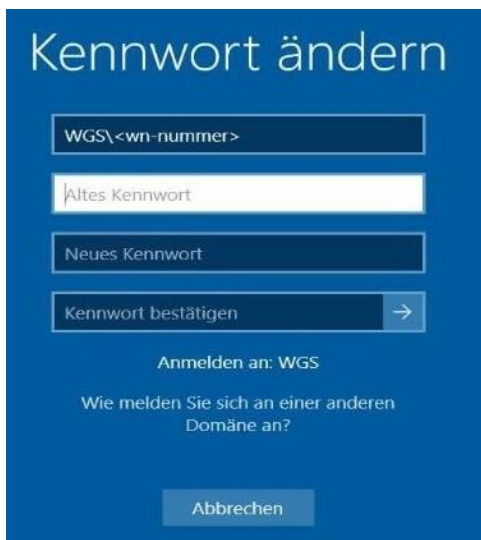 Kennwort ändern
WGS\<wn-nummer>
Altes Kennwort
Neues Kennwort
Kennwort bestätigen
Anmelden an: WGS
Wie melden Sie sich an einer anderen
Domäne an?
Abbrechen